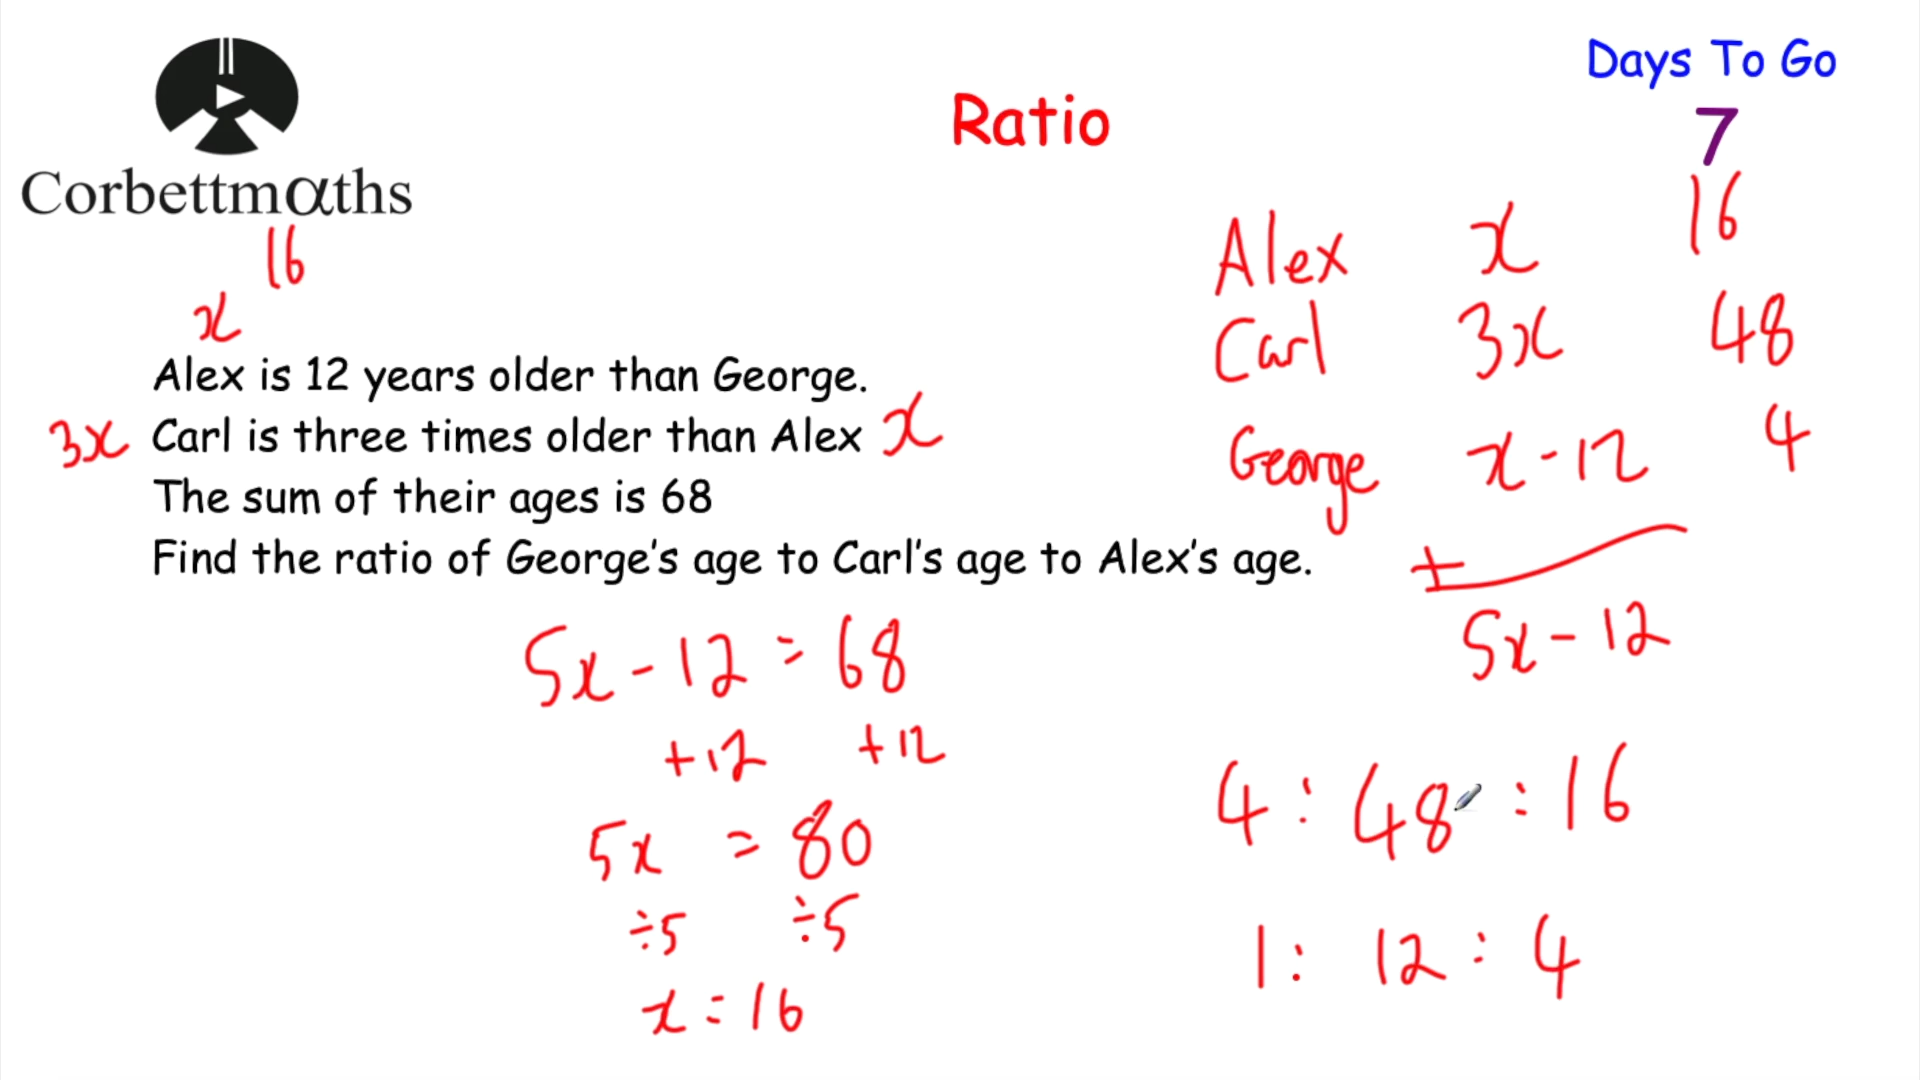 Days To Go
7
Ratio
Corbettmαths
16
x
Alex x 16
Carl 3x 48
George x - 12 4
+
5x - 12
Alex is 12 years older than George.
3x Carl is three times older than Alex x
The sum of their ages is 68
Find the ratio of George's age to Carl's age to Alex's age.
5x - 12 = 68
+12 +12
5x = 80
÷5 ÷5
x = 16
4 : 48 : 16
1 : 12 : 4